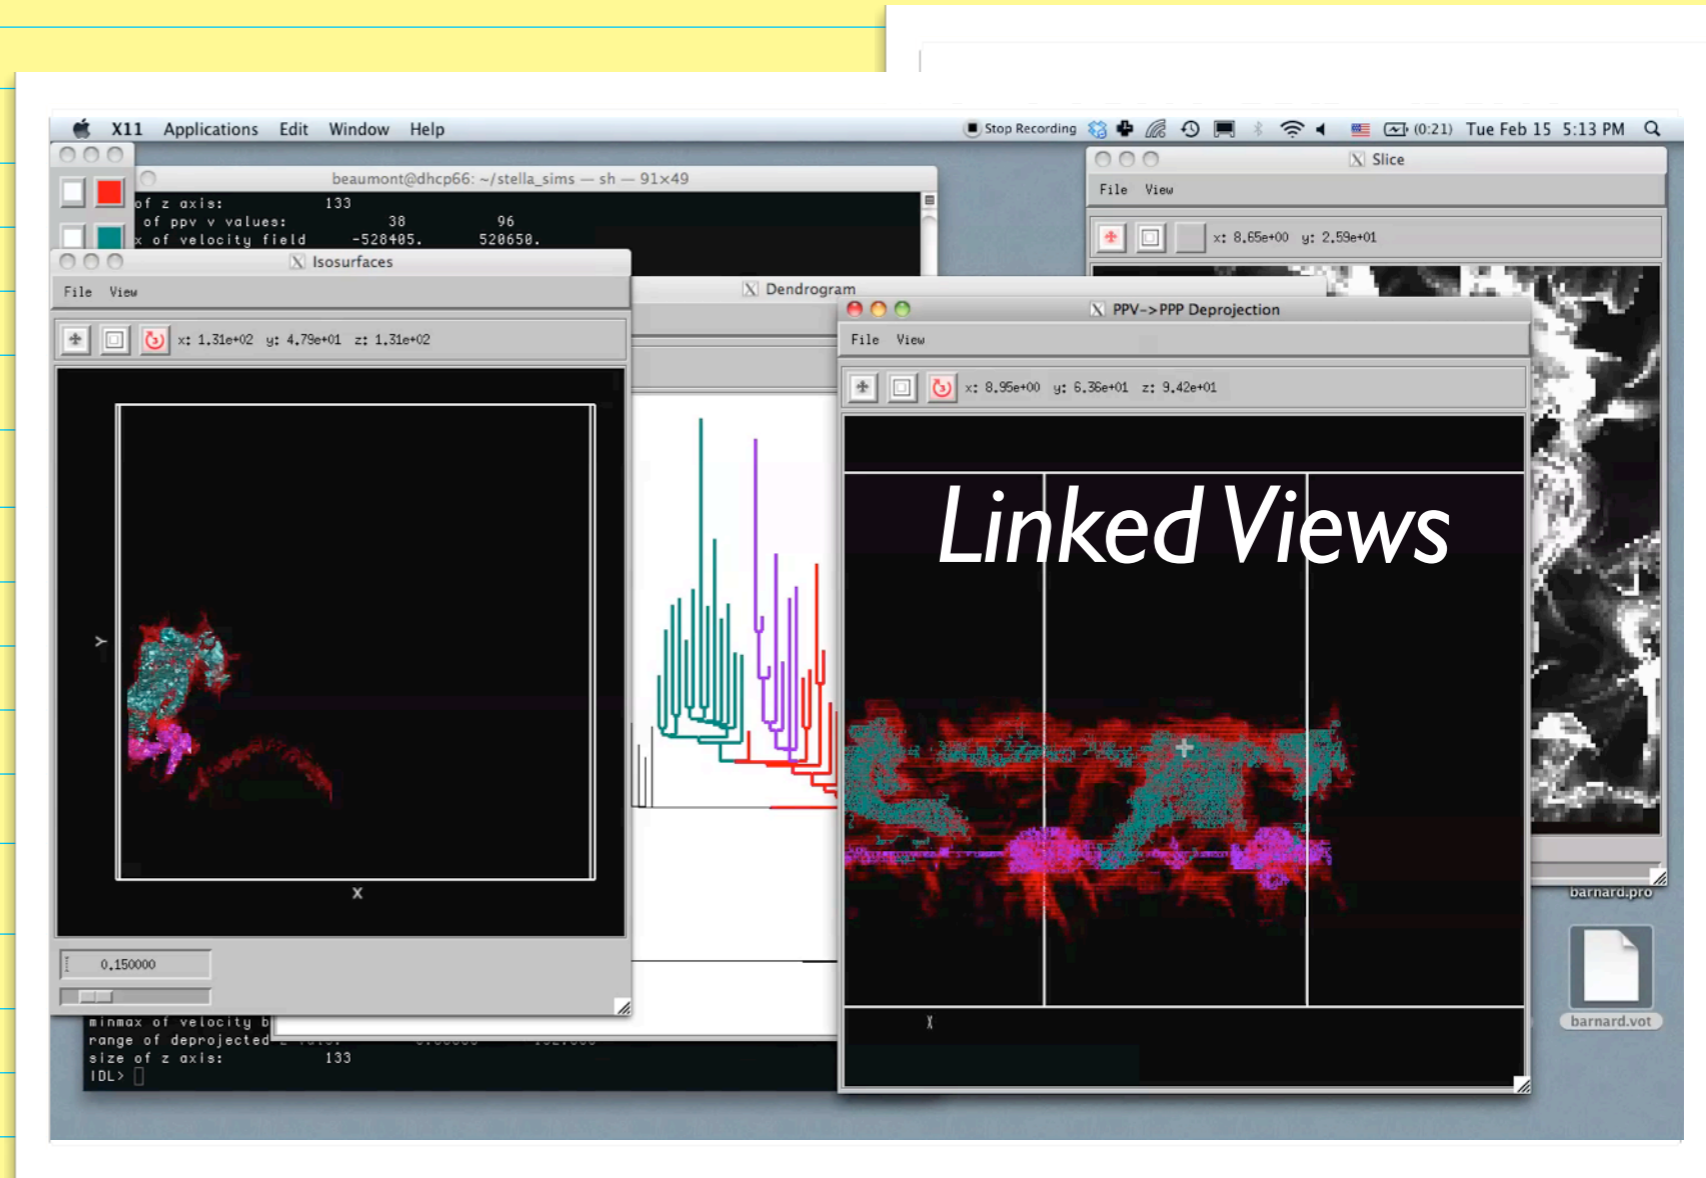 X11 Applications Edit Window Help
Stop Recording (0:21) Tue Feb 15 5:13 PM
beaumont@dhcp66: ~/stella_sims — sh — 91×49
of z axis: 133
of ppv v values: 38 96
x of velocity field -528405. 520650.
X Slice
File View
x: 8.65e+00 y: 2.59e+01
X Isosurfaces
File View
x: 1.31e+02 y: 4.79e+01 z: 1.31e+02
Y
X
0.150000
X Dendrogram
X PPV->PPP Deprojection
File View
x: 8.95e+00 y: 6.36e+01 z: 9.42e+01
Linked Views
X
minmax of velocity b
range of deprojected
size of z axis: 133
IDL>
barnard.pro
barnard.vot